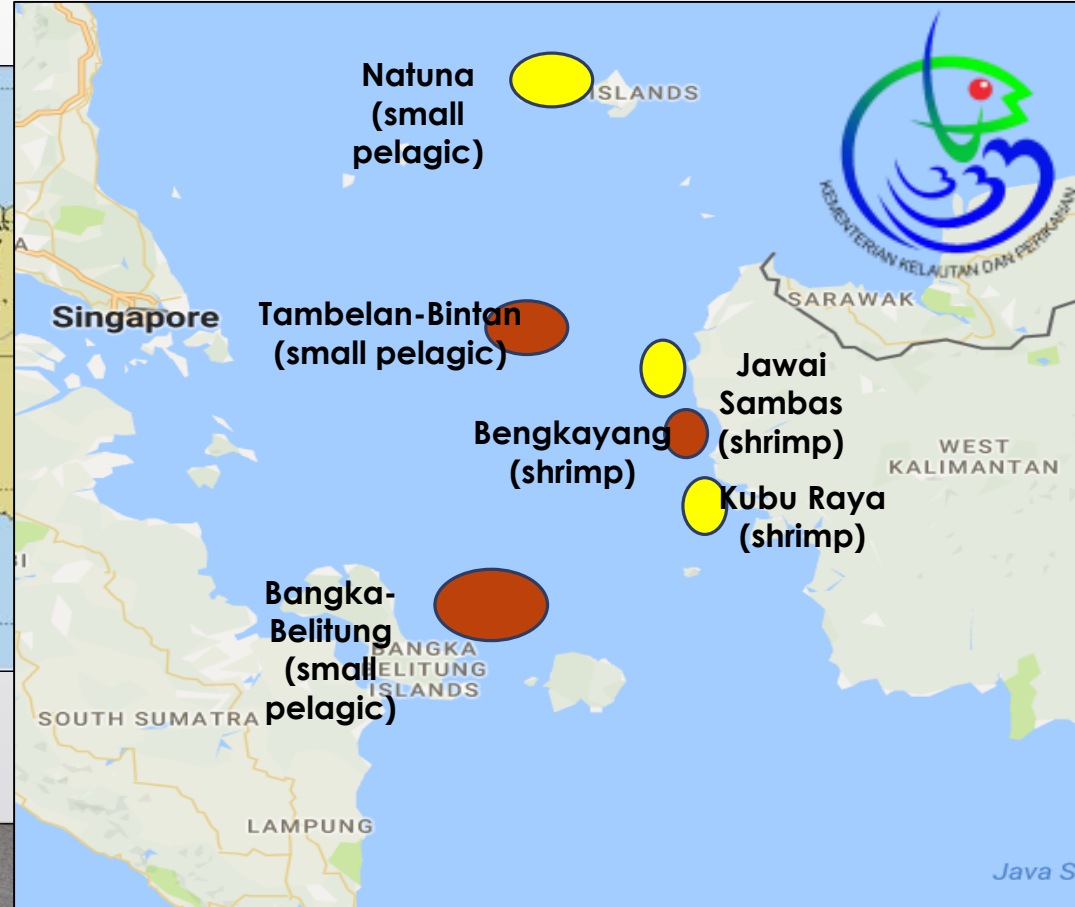 Natuna
(small
pelagic)
ISLANDS
KEMENTERIAN KELAUTAN DAN PERIKANAN
SARAWAK
Singapore
Tambelan-Bintan
(small pelagic)
Jawai
Sambas
(shrimp)
Bengkayang
(shrimp)
WEST
KALIMANTAN
Kubu Raya
(shrimp)
Bangka-
Belitung
(small
pelagic)
BANGKA
BELITUNG
ISLANDS
SOUTH SUMATRA
LAMPUNG
Java S